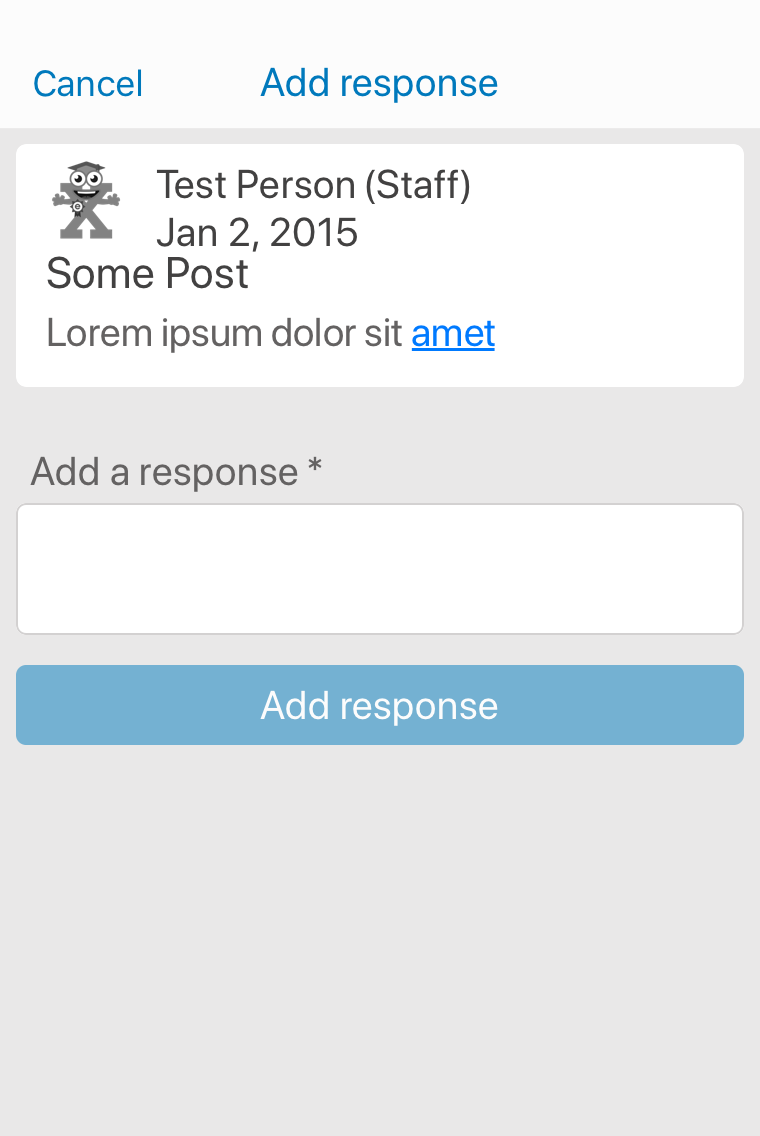 Cancel
Add response
Test Person (Staff)
Jan 2, 2015
Some Post
Lorem ipsum dolor sit amet
Add a response *
Add response